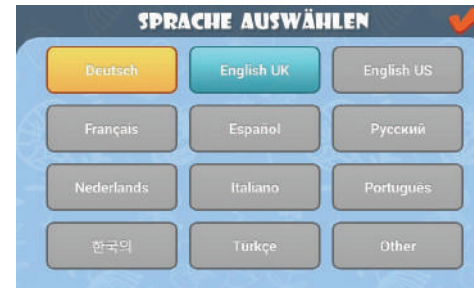 SPRACHE AUSWÄHLEN
Deutsch English UK English US
Français Español Русский
Nederlands Italiano Português
한국의 Türkçe Other